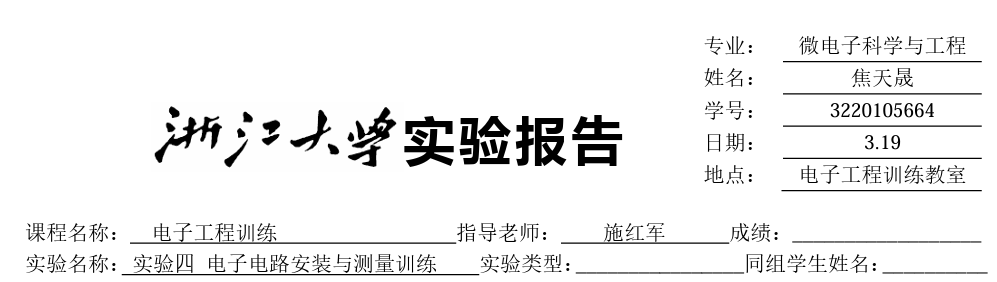 专业： 微电子科学与工程
姓名： 焦天晟
学号： 3220105664
日期： 3.19
地点： 电子工程训练教室
浙江大学实验报告
课程名称： 电子工程训练 指导老师： 施红军 成绩：
实验名称： 实验四 电子电路安装与测量训练 实验类型： 同组学生姓名：